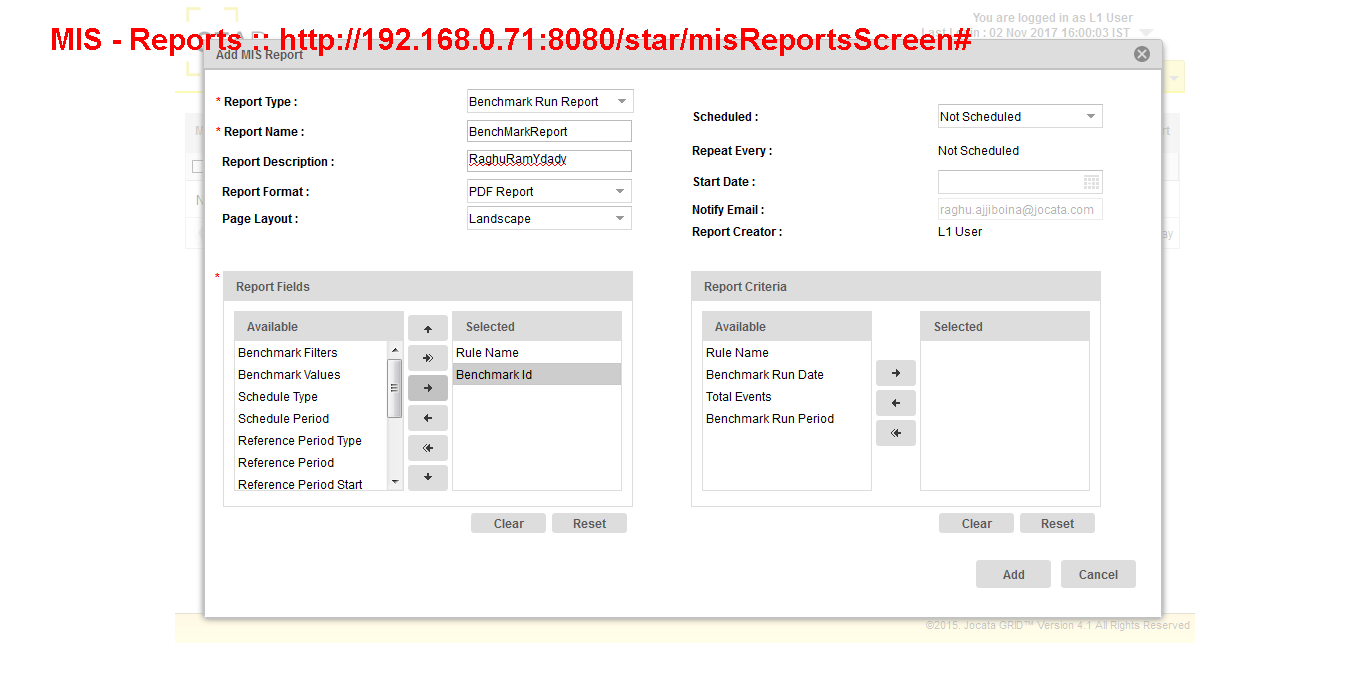 You are logged in as L1 User
MIS - Reports :: http://192.168.0.71:8080/star/misReportsScreen#
: 02 Nov 2017 16:00:03 IST
Add MIS Report
* Report Type : Benchmark Run Report
* Report Name : BenchMarkReport
Report Description : RaghuRamYdadv
Report Format : PDF Report
Page Layout : Landscape
Scheduled : Not Scheduled
Repeat Every : Not Scheduled
Start Date :
Notify Email : raghu.ajjiboina@jocata.com
Report Creator : L1 User
*
Report Fields
Available
Benchmark Filters
Benchmark Values
Schedule Type
Schedule Period
Reference Period Type
Reference Period
Reference Period Start
Selected
Rule Name
Benchmark Id
Clear Reset
Report Criteria
Available
Rule Name
Benchmark Run Date
Total Events
Benchmark Run Period
Selected
Clear Reset
Add Cancel
©2015. Jocata GRID™ Version 4.1 All Rights Reserved